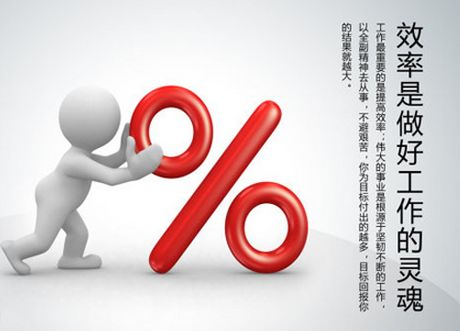 效率是做好工作的灵魂
工作最重要的是提高效率；伟大的事业是根源于坚韧不断的工作，
以全副精神去从事，不避艰苦，你为目标付出的越多，目标回报你
的结果就越大。